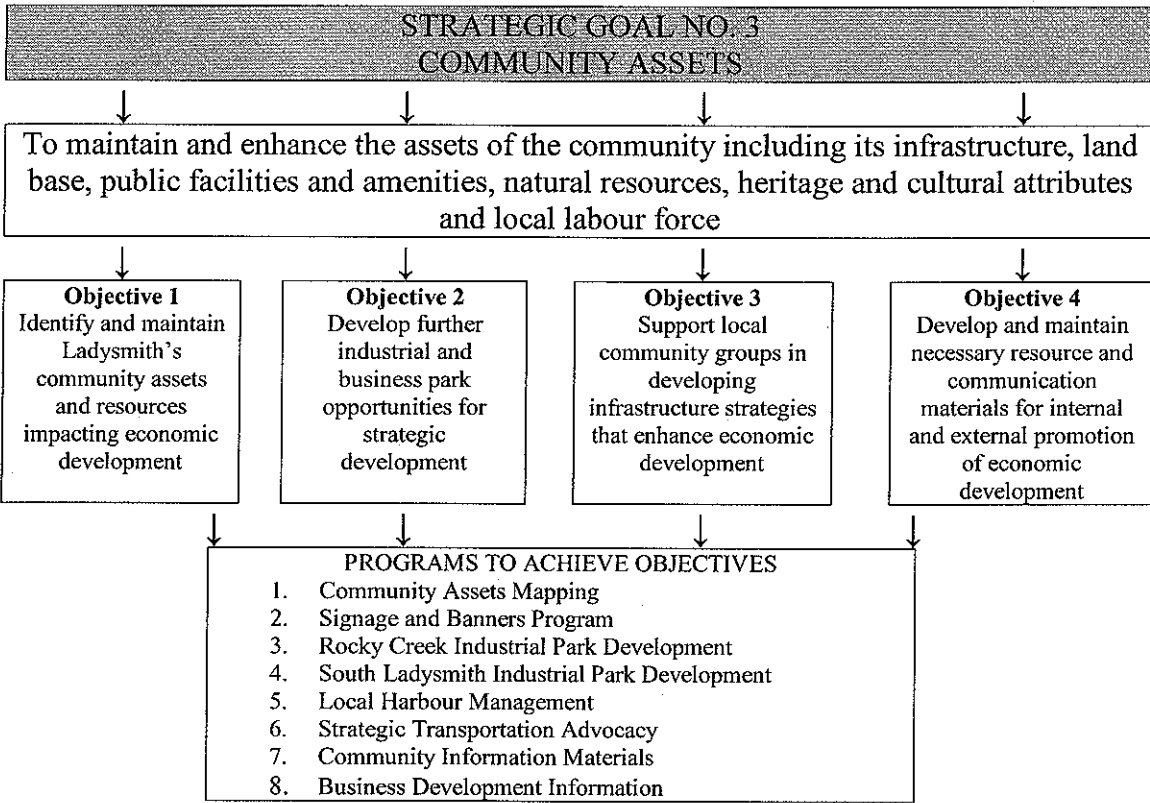 STRATEGIC GOAL NO. 3
COMMUNITY ASSETS
To maintain and enhance the assets of the community including its infrastructure, land
base, public facilities and amenities, natural resources, heritage and cultural attributes
and local labour force
Objective 1
Identify and maintain
Ladysmith's
community assets
and resources
impacting economic
development
Objective 2
Develop further
industrial and
business park
opportunities for
strategic
development
Objective 3
Support local
community groups in
developing
infrastructure strategies
that enhance economic
development
Objective 4
Develop and maintain
necessary resource and
communication
materials for internal
and external promotion
of economic
development
PROGRAMS TO ACHIEVE OBJECTIVES
1. Community Assets Mapping
2. Signage and Banners Program
3. Rocky Creek Industrial Park Development
4. South Ladysmith Industrial Park Development
5. Local Harbour Management
6. Strategic Transportation Advocacy
7. Community Information Materials
8. Business Development Information